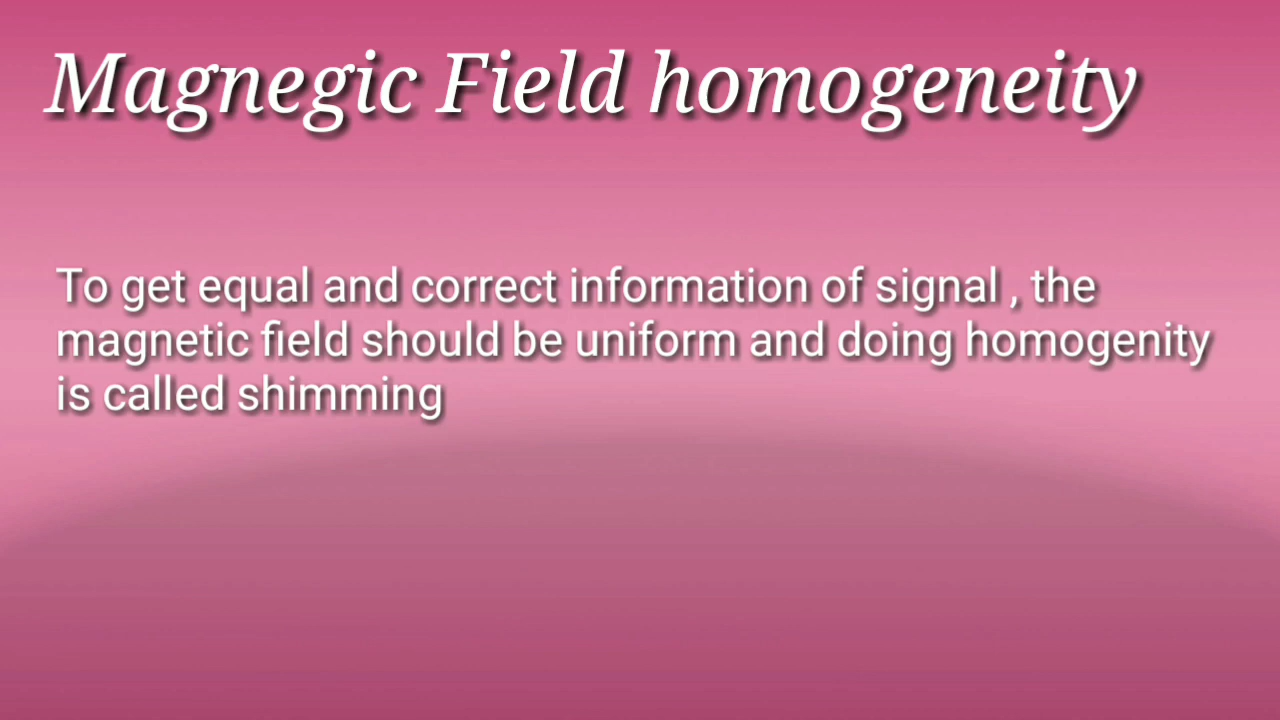 Magnegic Field homogeneity
To get equal and correct information of signal , the
magnetic field should be uniform and doing homogenity
is called shimming